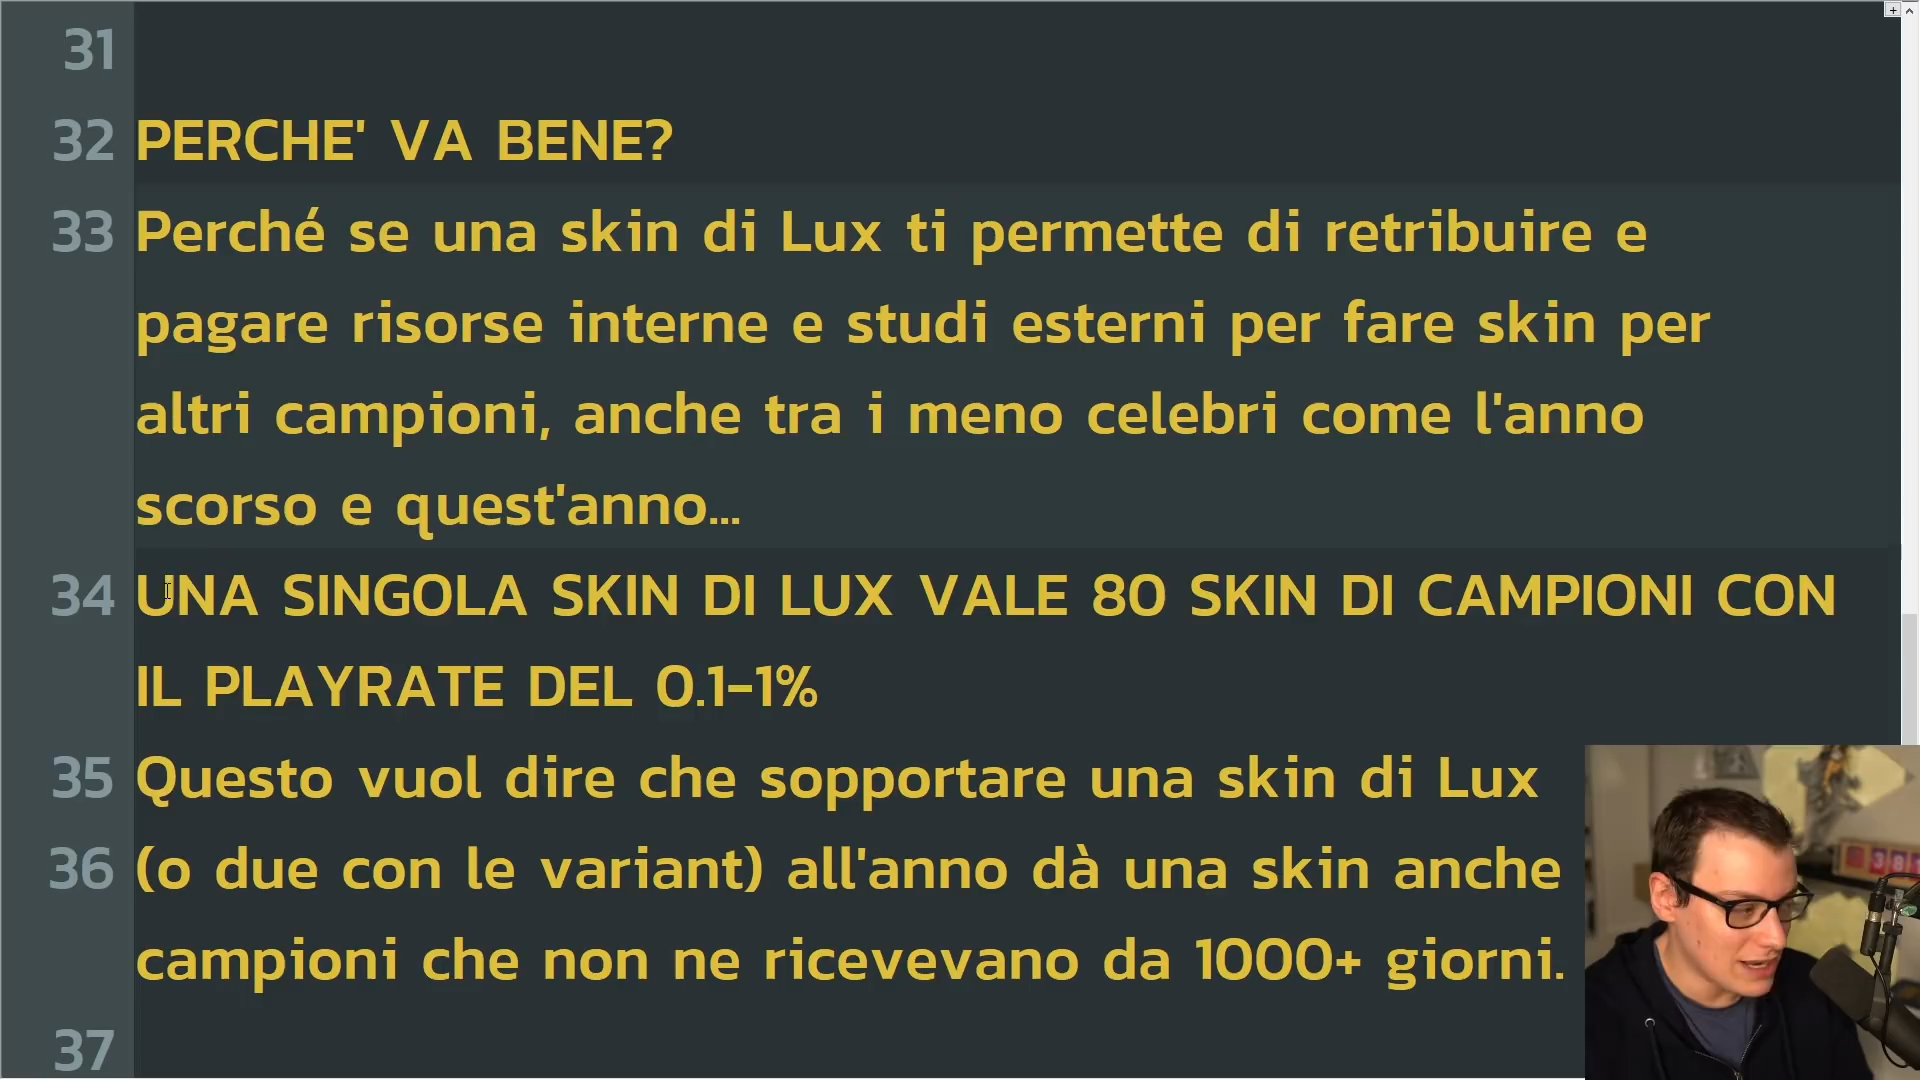 31
32 PERCHE' VA BENE?
33 Perché se una skin di Lux ti permette di retribuire e
pagare risorse interne e studi esterni per fare skin per
altri campioni, anche tra i meno celebri come l'anno
scorso e quest'anno...
34 UNA SINGOLA SKIN DI LUX VALE 80 SKIN DI CAMPIONI CON
IL PLAYRATE DEL 0.1-1%
35 Questo vuol dire che sopportare una skin di Lux
36 (o due con le variant) all'anno dà una skin anche
campioni che non ne ricevevano da 1000+ giorni.
37